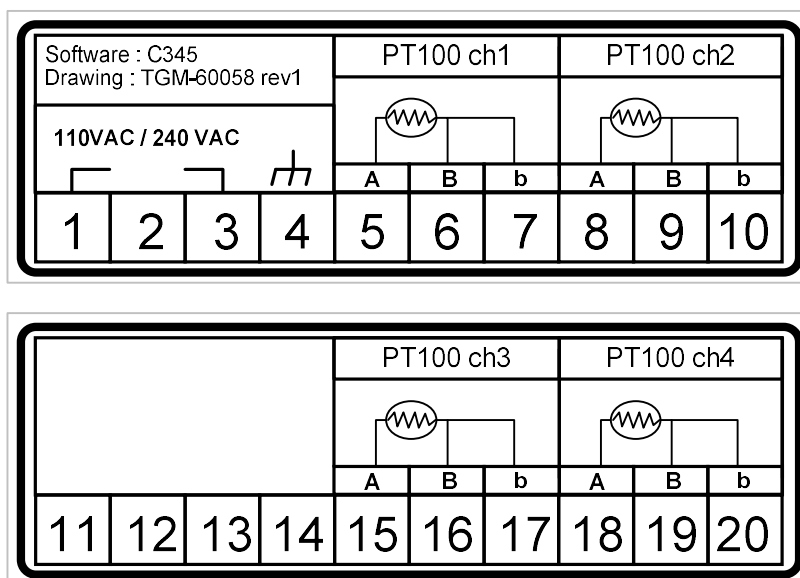 Software : C345
Drawing : TGM-60058 rev1
PT100 ch1
PT100 ch2
110VAC / 240 VAC
A B b A B b
1 2 3 4 5 6 7 8 9 10
PT100 ch3
PT100 ch4
A B b A B b
11 12 13 14 15 16 17 18 19 20